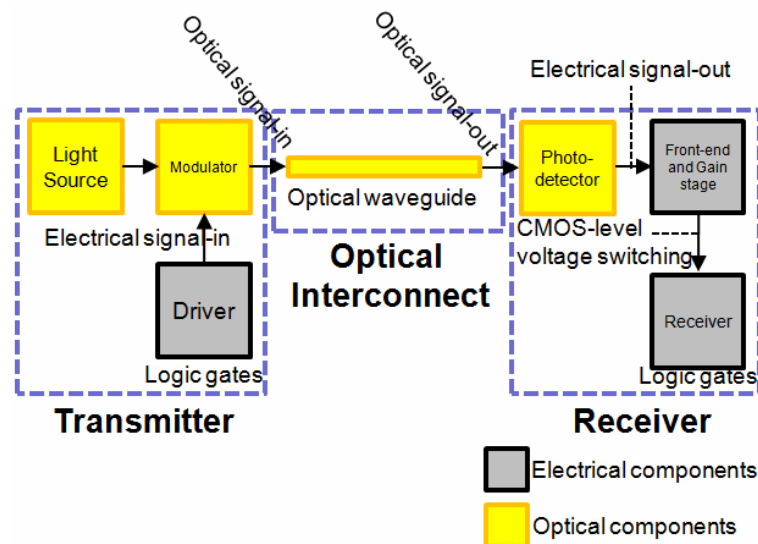 Optical signal-in
Optical signal-out
Electrical signal-out
Light
Source
Modulator
Optical waveguide
Photo-
detector
Front-end
and Gain
stage
Electrical signal-in
CMOS-level
voltage switching
Optical
Interconnect
Driver
Receiver
Logic gates
Logic gates
Transmitter
Receiver
Electrical components
Optical components